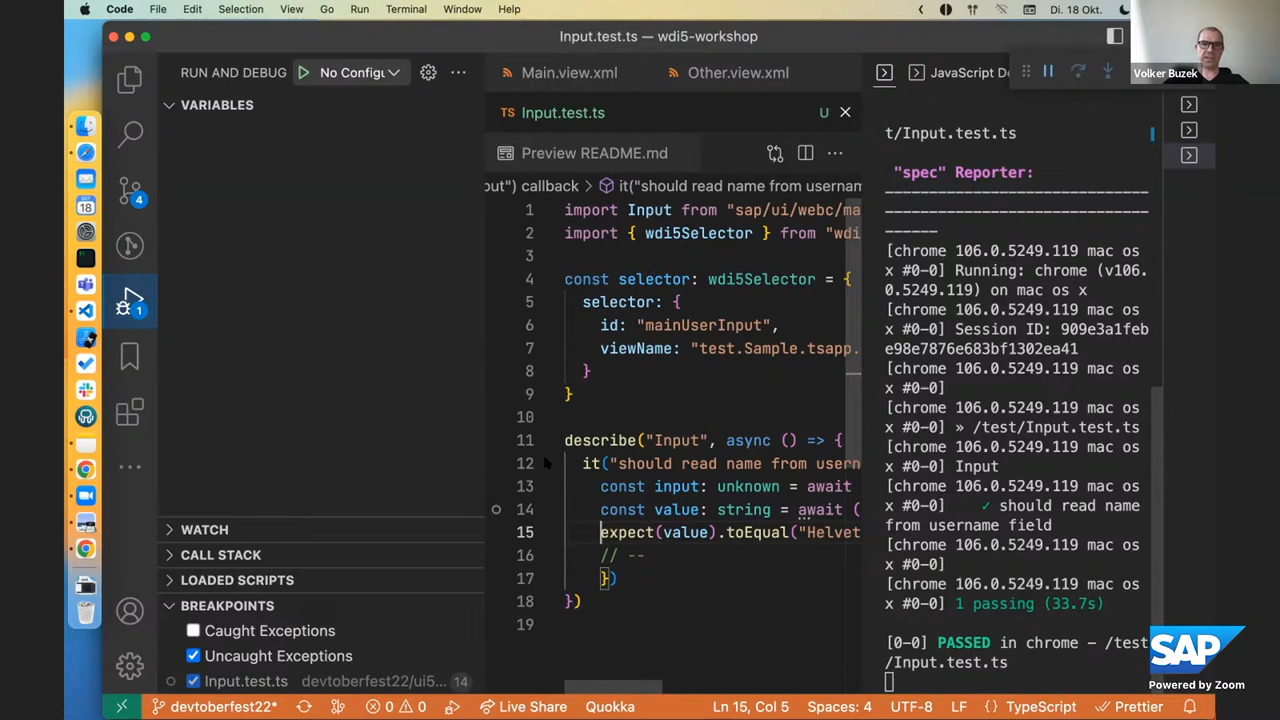 Code File Edit Selection View Go Run Terminal Window Help
Di. 18 Okt.
Input.test.ts — wdi5-workshop
Volker Buzek
RUN AND DEBUG
No Configu
VARIABLES
WATCH
CALL STACK
LOADED SCRIPTS
BREAKPOINTS
Caught Exceptions
Uncaught Exceptions
Input.test.ts devtoberfest22/ui5... 14
4
1
OCT
18
Main.view.xml
Other.view.xml
TS Input.test.ts U
Preview README.md
out") callback
it("should read name from usernam
1 import Input from "sap/ui/webc/ma
2 import { wdi5Selector } from "wdi
3
4 const selector: wdi5Selector = {
5 selector: {
6 id: "mainUserInput",
7 viewName: "test.Sample.tsapp.
8 }
9 }
10
11 describe("Input", async () => {
12 it("should read name from usern
13 const input: unknown = await
14 const value: string = await (
15 expect(value).toEqual("Helvet
16 // --
17 })
18 })
19
JavaScript De
t/Input.test.ts
"spec" Reporter:
------------------------------
------------------------------
------
[chrome 106.0.5249.119 mac os
x #0-0] Running: chrome (v106.
0.5249.119) on mac os x
[chrome 106.0.5249.119 mac os
x #0-0] Session ID: 909e3a1feb
e98e7876e683bf1302ea41
[chrome 106.0.5249.119 mac os
x #0-0]
[chrome 106.0.5249.119 mac os
x #0-0] » /test/Input.test.ts
[chrome 106.0.5249.119 mac os
x #0-0] Input
[chrome 106.0.5249.119 mac os
x #0-0] ✓ should read name
from username field
[chrome 106.0.5249.119 mac os
x #0-0]
[chrome 106.0.5249.119 mac os
x #0-0] 1 passing (33.7s)
[0-0] PASSED in chrome - /test
/Input.test.ts
SAP
Powered by Zoom
devtoberfest22* 0 0 Live Share Quokka Ln 15, Col 5 Spaces: 4 UTF-8 LF { } TypeScript Prettier